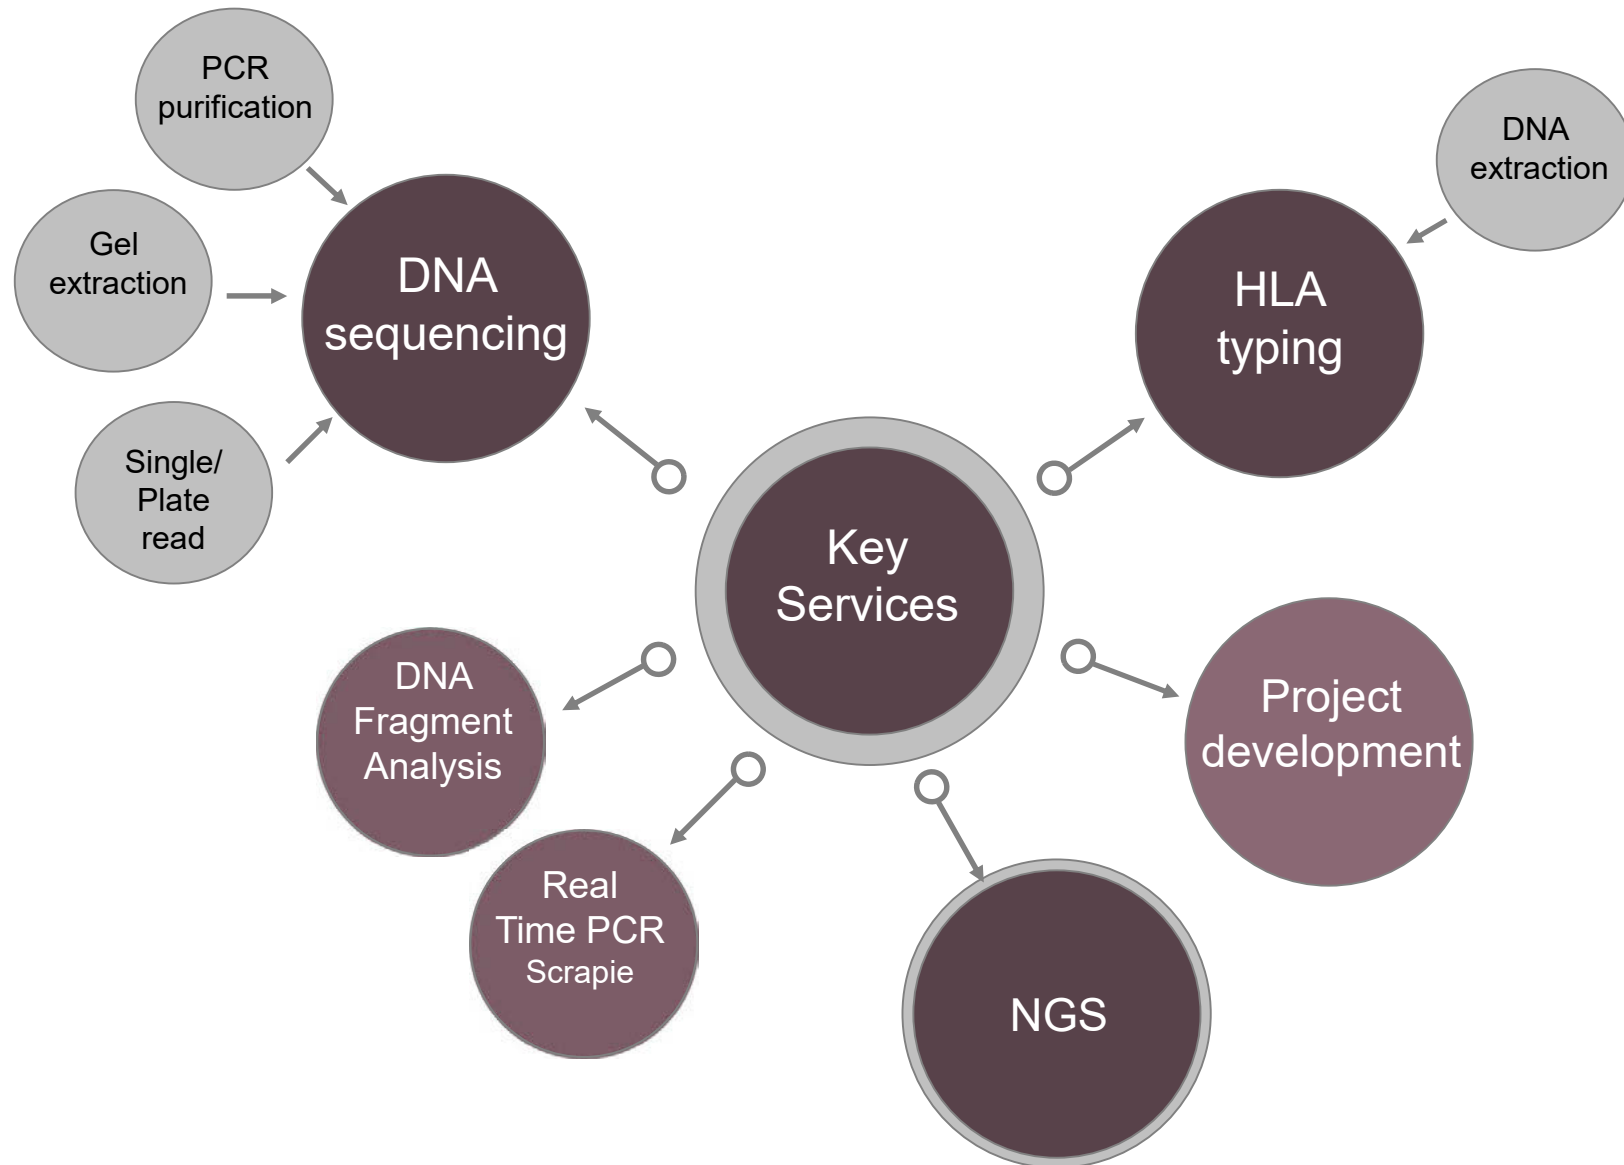 PCR
purification
Gel
extraction
Single/
Plate
read
DNA
sequencing
HLA
typing
DNA
extraction
Key
Services
DNA
Fragment
Analysis
Real
Time PCR
Scrapie
NGS
Project
development